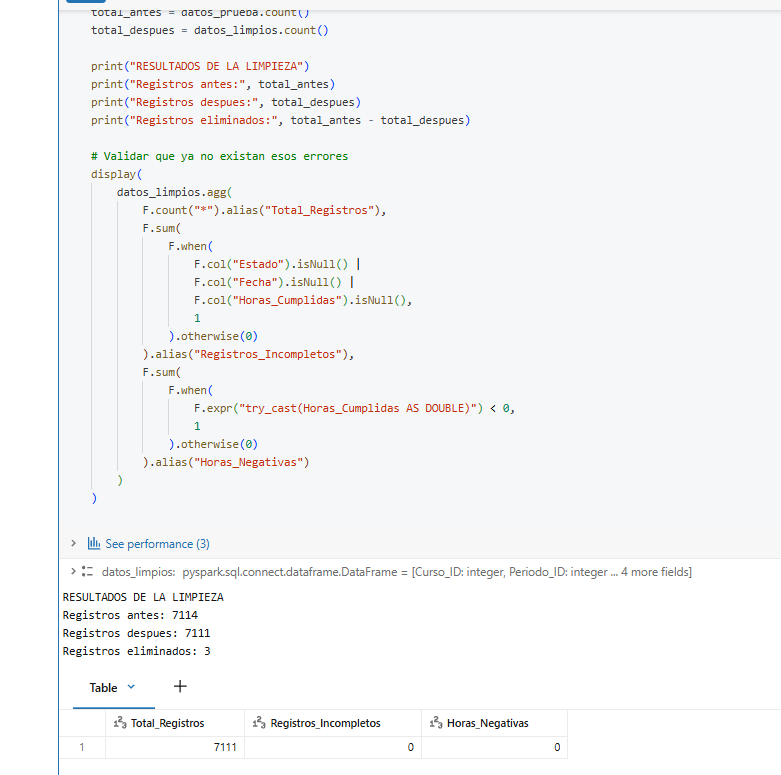 total_antes = datos_prueba.count()
total_despues = datos_limpios.count()
print("RESULTADOS DE LA LIMPIEZA")
print("Registros antes:", total_antes)
print("Registros despues:", total_despues)
print("Registros eliminados:", total_antes - total_despues)
# Validar que ya no existan esos errores
display(
datos_limpios.agg(
F.count("*").alias("Total_Registros"),
F.sum(
F.when(
F.col("Estado").isNull() |
F.col("Fecha").isNull() |
F.col("Horas_Cumplidas").isNull(),
1
).otherwise(0)
).alias("Registros_Incompletos"),
F.sum(
F.when(
F.expr("try_cast(Horas_Cumplidas AS DOUBLE)") < 0,
1
).otherwise(0)
).alias("Horas_Negativas")
)
)
See performance (3)
datos_limpios: pyspark.sql.connect.dataframe.DataFrame = [Curso_ID: integer, Periodo_ID: integer ... 4 more fields]
RESULTADOS DE LA LIMPIEZA
Registros antes: 7114
Registros despues: 7111
Registros eliminados: 3
Table +
123 Total_Registros 123 Registros_Incompletos 123 Horas_Negativas
1 7111 0 0